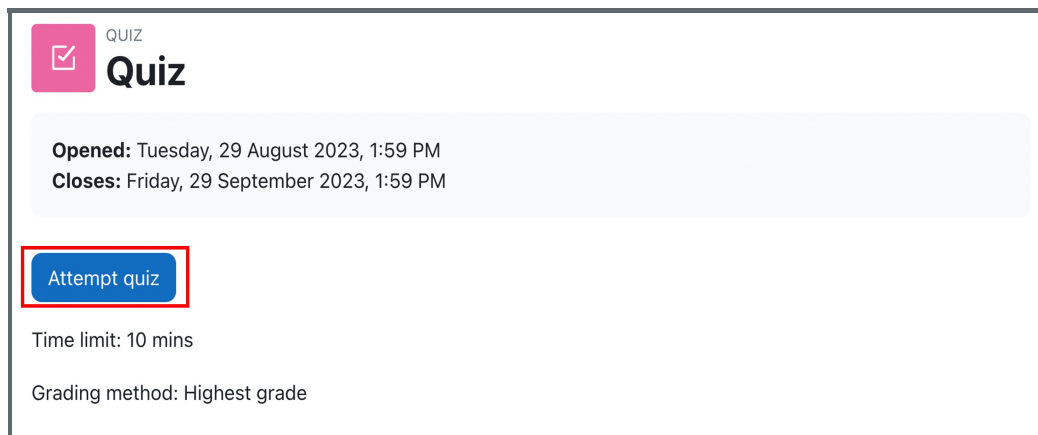 QUIZ
Quiz
Opened: Tuesday, 29 August 2023, 1:59 PM
Closes: Friday, 29 September 2023, 1:59 PM
Attempt quiz
Time limit: 10 mins
Grading method: Highest grade